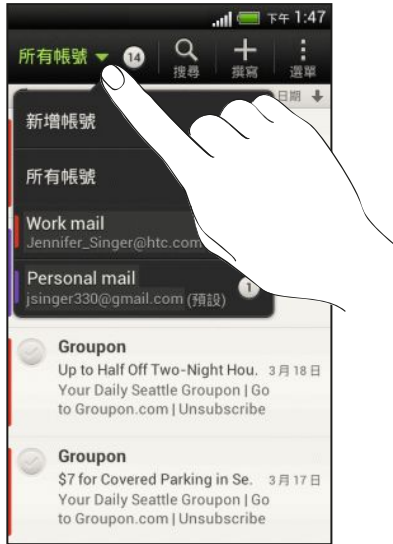 下午 1:47
所有帳號 14
搜尋 撰寫 選單
日期
新增帳號
所有帳號
Work mail
Jennifer_Singer@htc.com
Personal mail
jsinger330@gmail.com (預設) 1
Groupon
Up to Half Off Two-Night Hou. 3月18日
Your Daily Seattle Groupon | Go
to Groupon.com | Unsubscribe
Groupon
$7 for Covered Parking in Se. 3月17日
Your Daily Seattle Groupon | Go
to Groupon.com | Unsubscribe